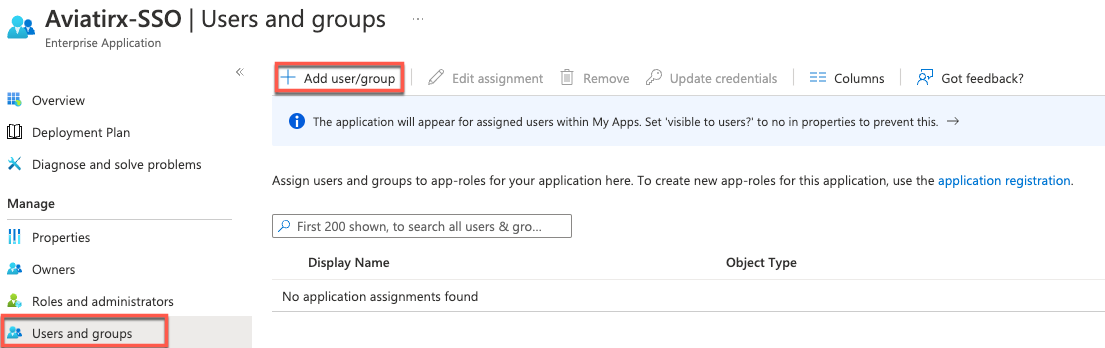 Aviatirx-SSO | Users and groups ...
Enterprise Application
«
Add user/group
Edit assignment
Remove
Update credentials
Columns
Got feedback?
Overview
Deployment Plan
Diagnose and solve problems
Manage
Properties
Owners
Roles and administrators
Users and groups
The application will appear for assigned users within My Apps. Set 'visible to users?' to no in properties to prevent this. →
Assign users and groups to app-roles for your application here. To create new app-roles for this application, use the application registration.
First 200 shown, to search all users & gro...
Display Name
Object Type
No application assignments found